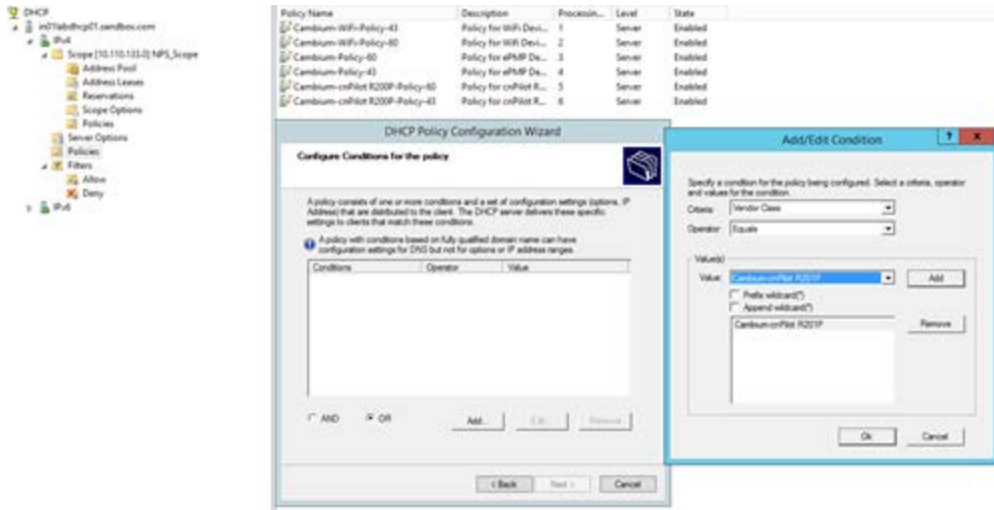 DHCP
in01labdhcp01.sandbox.com
IPv4
Scope [10.110.133.0] NPS_Scope
Address Pool
Address Leases
Reservations
Scope Options
Policies
Server Options
Policies
Filters
Allow
Deny
IPv6
Policy Name Description Processin... Level State
Cambium-WiFi-Policy-43 Policy for WiFi Devi... 1 Server Enabled
Cambium-WiFi-Policy-60 Policy for WiFi Devi... 2 Server Enabled
Cambium-Policy-60 Policy for ePMP De... 3 Server Enabled
Cambium-Policy-43 Policy for ePMP De... 4 Server Enabled
Cambium-cnPilot R200P-Policy-60 Policy for cnPilot R... 5 Server Enabled
Cambium-cnPilot R200P-Policy-43 Policy for cnPilot R... 6 Server Enabled
DHCP Policy Configuration Wizard
Configure Conditions for the policy
A policy consists of one or more conditions and a set of configuration settings (options, IP
Address) that are distributed to the client. The DHCP server delivers these specific
settings to clients that match these conditions.
A policy with conditions based on fully qualified domain name can have
configuration settings for DNS but not for options or IP address ranges.
Conditions Operator Value
AND OR Add... Edit... Remove
< Back Next > Cancel
Add/Edit Condition ? x
Specify a condition for the policy being configured. Select a criteria, operator
and values for the condition.
Criteria: Vendor Class
Operator: Equals
Value(s)
Value: Cambium-cnPilot R201P Add
Prefix wildcard(*)
Append wildcard(*)
Cambium-cnPilot R201P Remove
Ok Cancel